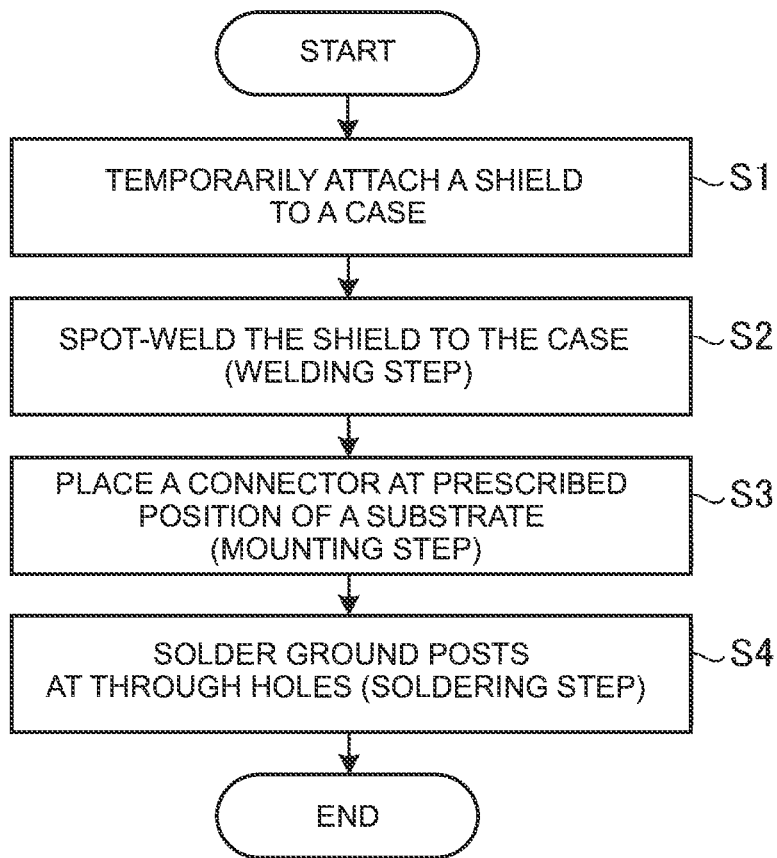 START
TEMPORARILY ATTACH A SHIELD
TO A CASE
S1
SPOT-WELD THE SHIELD TO THE CASE
(WELDING STEP)
S2
PLACE A CONNECTOR AT PRESCRIBED
POSITION OF A SUBSTRATE
(MOUNTING STEP)
S3
SOLDER GROUND POSTS
AT THROUGH HOLES (SOLDERING STEP)
S4
END